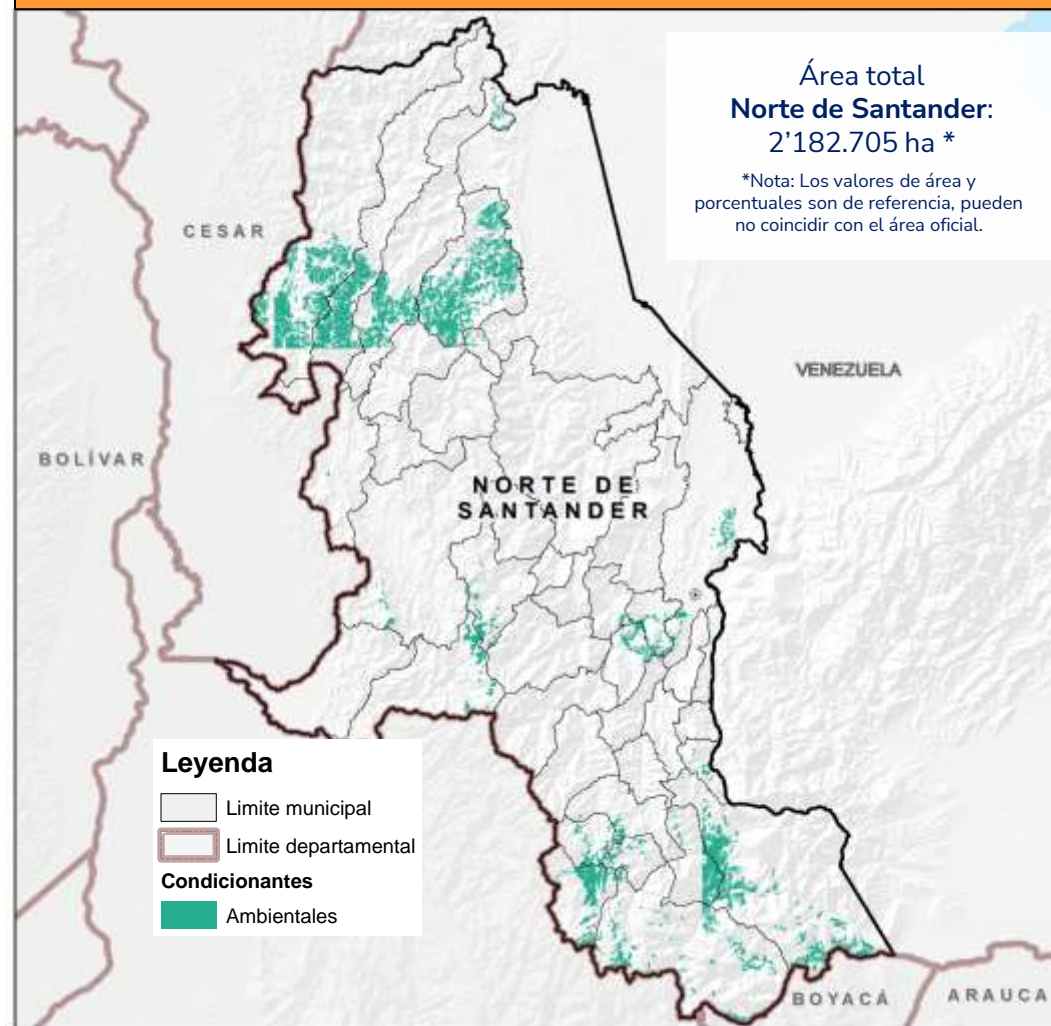 Área total
Norte de Santander:
2'182.705 ha *
*Nota: Los valores de área y
porcentuales son de referencia, pueden
no coincidir con el área oficial.
CESAR
VENEZUELA
BOLÍVAR
NORTE DE
SANTANDER
Leyenda
Limite municipal
Limite departamental
Condicionantes
Ambientales
BOYACÁ
ARAUCA